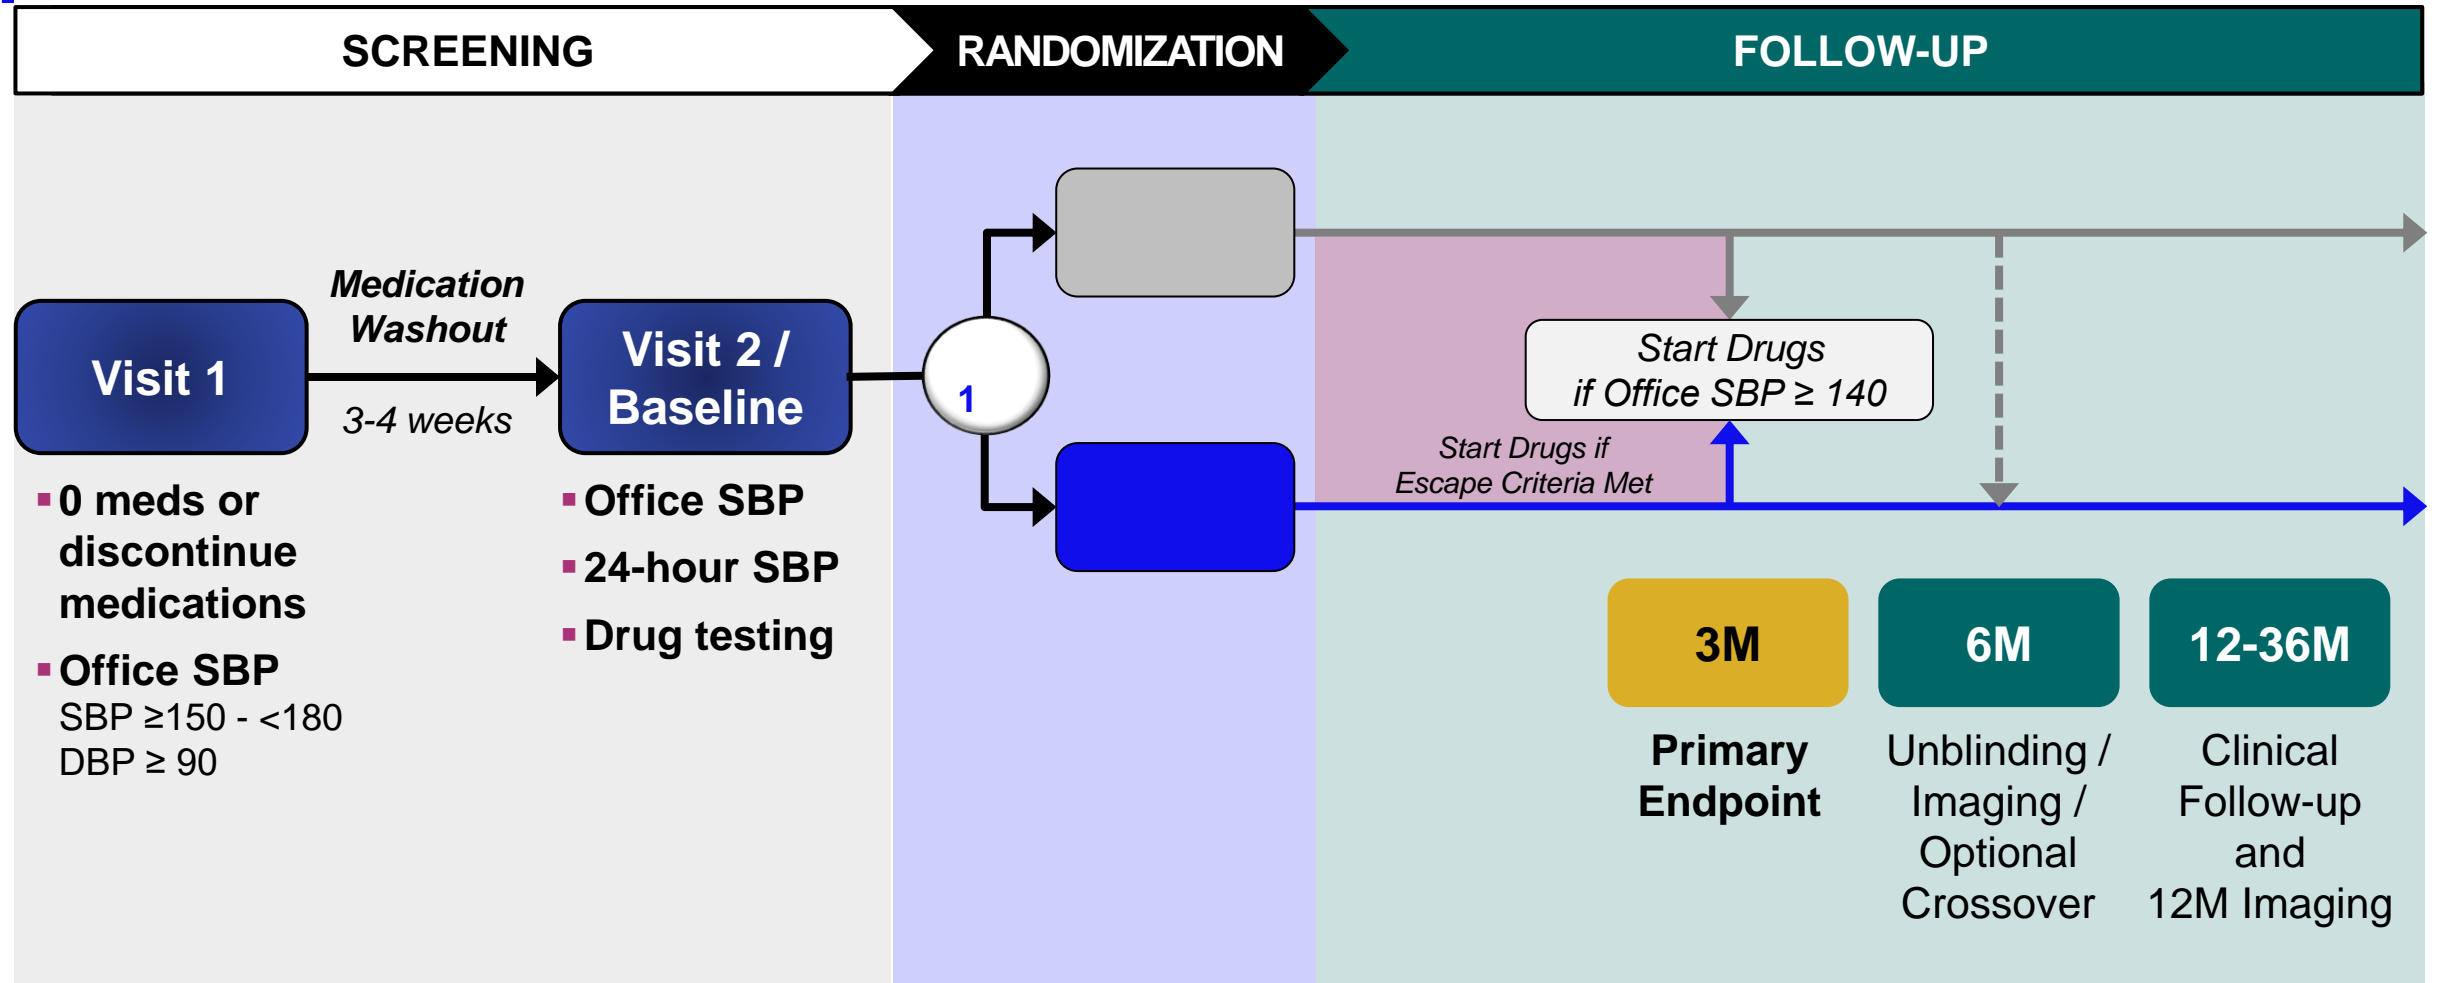 SCREENING
RANDOMIZATION
FOLLOW-UP
Visit 1
Medication
Washout
3-4 weeks
Visit 2 /
Baseline
▪0 meds or
discontinue
medications
▪Office SBP
SBP ≥150 - <180
DBP ≥ 90
▪Office SBP
▪24-hour SBP
▪Drug testing
1
Start Drugs
if Office SBP ≥ 140
Start Drugs if
Escape Criteria Met
3M
Primary
Endpoint
6M
Unblinding /
Imaging /
Optional
Crossover
12-36M
Clinical
Follow-up
and
12M Imaging